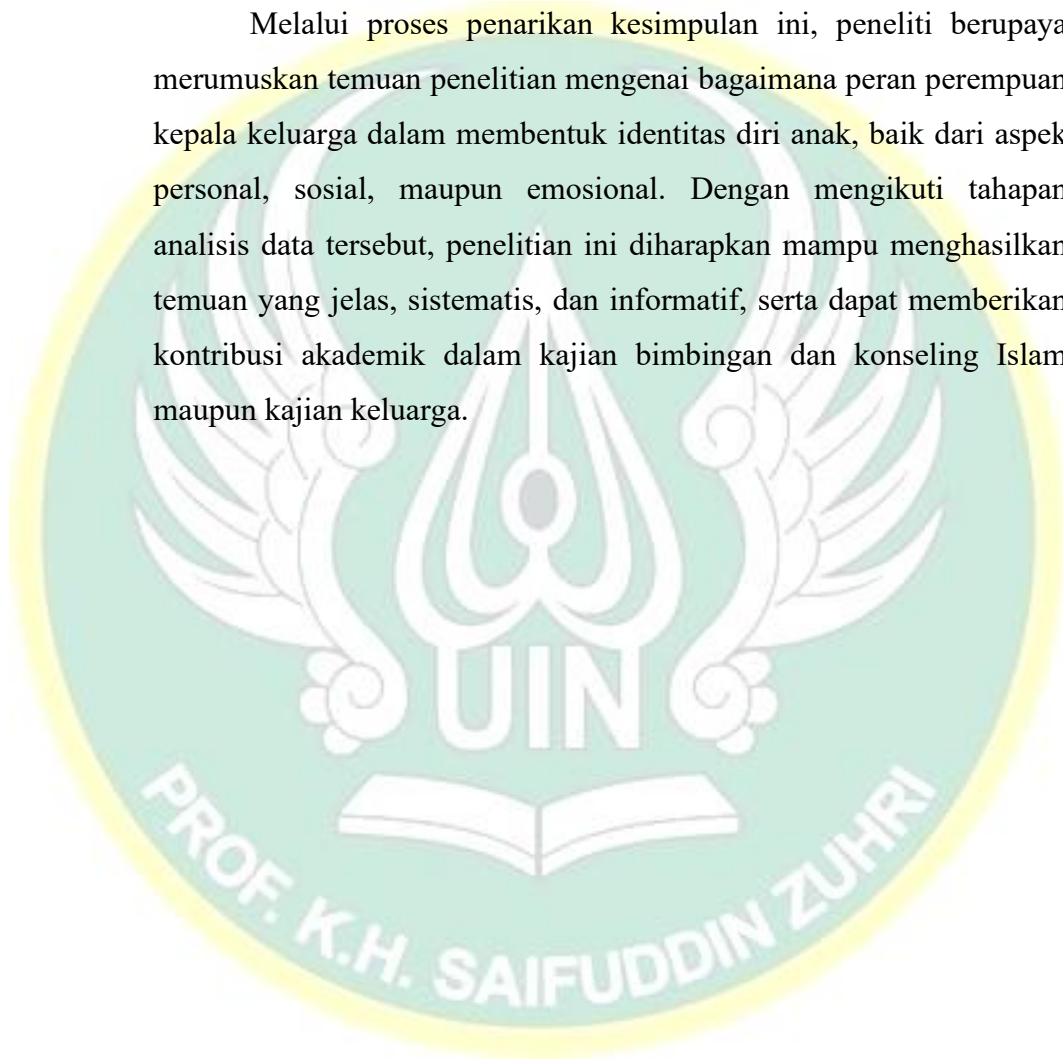 Melalui proses penarikan kesimpulan ini, peneliti berupaya
merumuskan temuan penelitian mengenai bagaimana peran perempuan
kepala keluarga dalam membentuk identitas diri anak, baik dari aspek
personal, sosial, maupun emosional. Dengan mengikuti tahapan
analisis data tersebut, penelitian ini diharapkan mampu menghasilkan
temuan yang jelas, sistematis, dan informatif, serta dapat memberikan
kontribusi akademik dalam kajian bimbingan dan konseling Islam
maupun kajian keluarga.
UIN
PROF. K.H. SAIFUDDIN ZUHRI